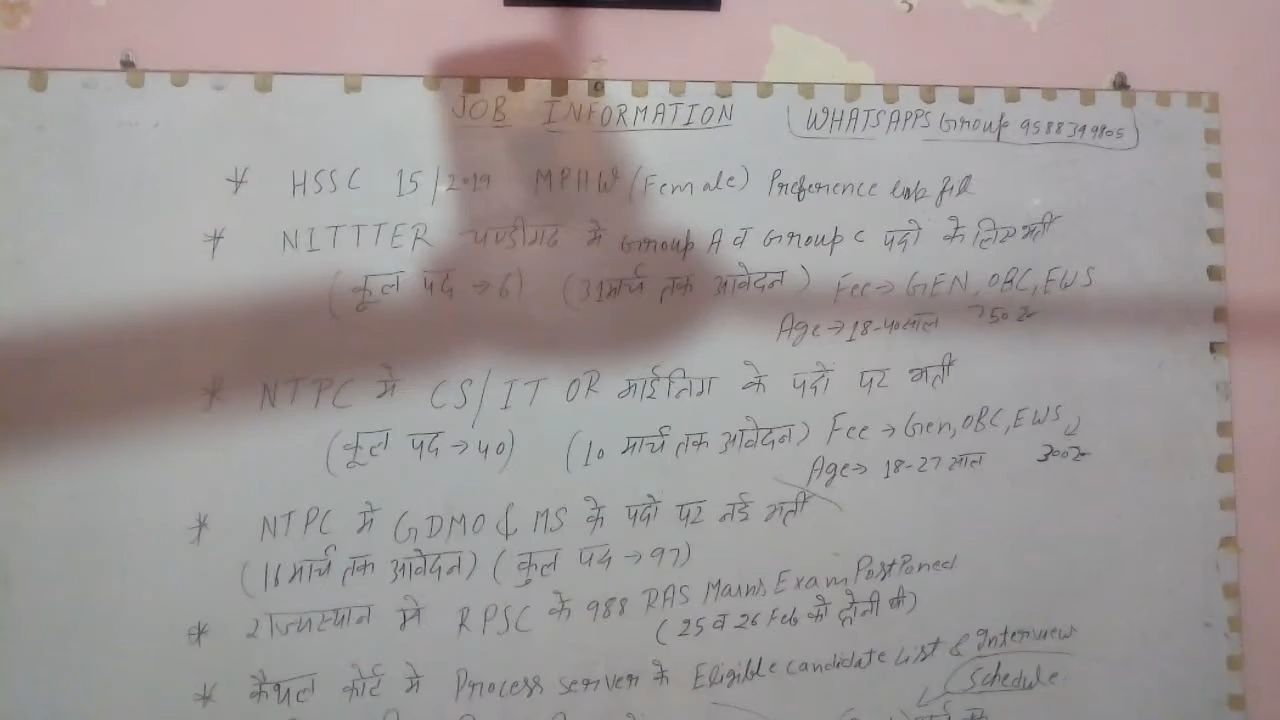 JOB INFORMATION
WHATSAPPS Group 9588399805
* HSSC 15/2019 MPHW (Female) Preference link fill
* NITTTER चण्डीगढ में Group A व Group C पदो के लिए भर्ती
(कूल पद → 6) (31 मार्च तक आवेदन) Fee → GEN, OBC, EWS
Age → 18-40 साल 750 रु
* NTPC मे CS/IT OR माईनिग के पदो पर भर्ती
(कूल पद → 40) (10 मार्च तक आवेदन) Fee → Gen, OBC, EWS
Age → 18-27 साल 300 रु
* NTPC मे GDMO & MS के पदो पर नई भर्ती
(16 मार्च तक आवेदन) (कुल पद → 97)
* राज्यस्थान मे RPSC के 988 RAS Mains Exam PostPoned
(25 व 26 Feb को होनी थी)
* कैथल कोर्ट मे Process server के Eligible candidate List & Interview
Schedule